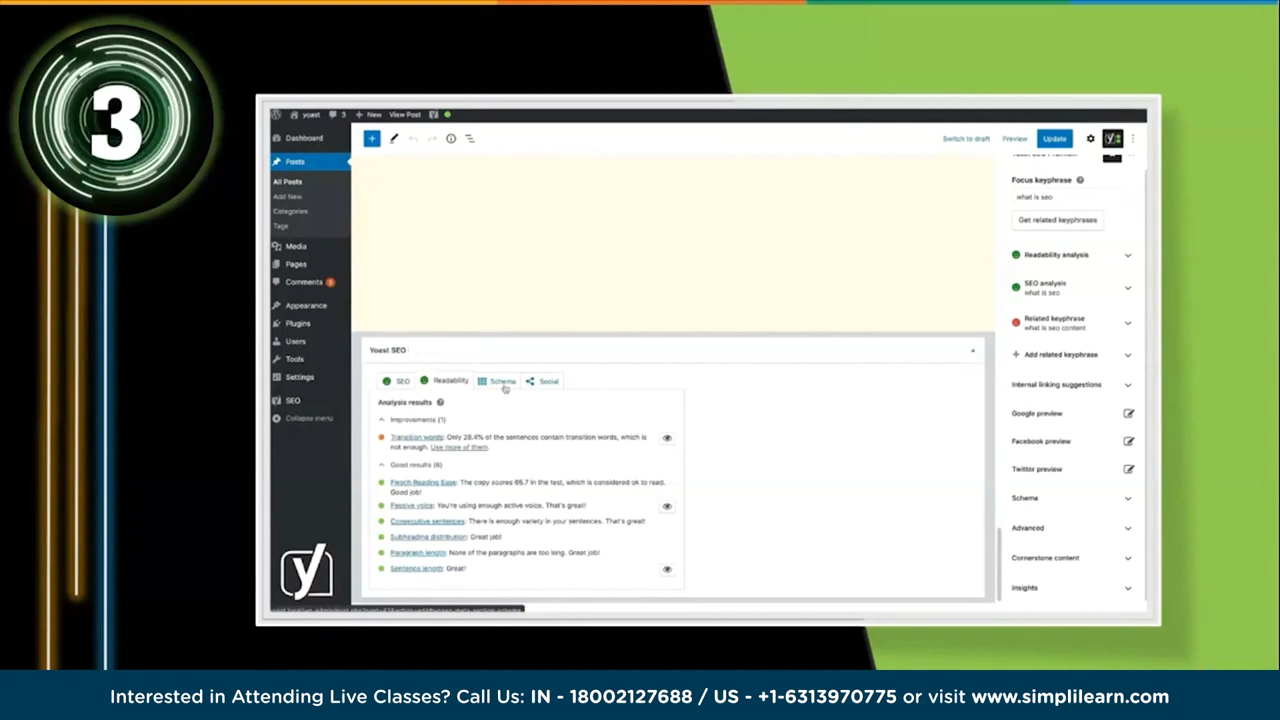 3
yoast
3
New
View Post
Dashboard
Posts
All Posts
Add New
Categories
Tags
Media
Pages
Comments
Appearance
Plugins
Users
Tools
Settings
SEO
Collapse menu
Switch to draft
Preview
Update
Focus keyphrase
what is seo
Get related keyphrases
Readability analysis
SEO analysis
what is seo
Related keyphrase
what is seo content
Add related keyphrase
Internal linking suggestions
Google preview
Facebook preview
Twitter preview
Schema
Advanced
Cornerstone content
Insights
Yoast SEO
SEO
Readability
Schema
Social
Analysis results
Improvements (1)
Transition words: Only 28.4% of the sentences contain transition words, which is
not enough. Use more of them.
Good results (6)
Flesch Reading Ease: The copy scores 65.7 in the test, which is considered ok to read.
Good job!
Passive voice: You're using enough active voice. That's great!
Consecutive sentences: There is enough variety in your sentences. That's great!
Subheading distribution: Great job!
Paragraph length: None of the paragraphs are too long. Great job!
Sentence length: Great!
y
Interested in Attending Live Classes? Call Us: IN - 18002127688 / US - +1-6313970775 or visit www.simplilearn.com